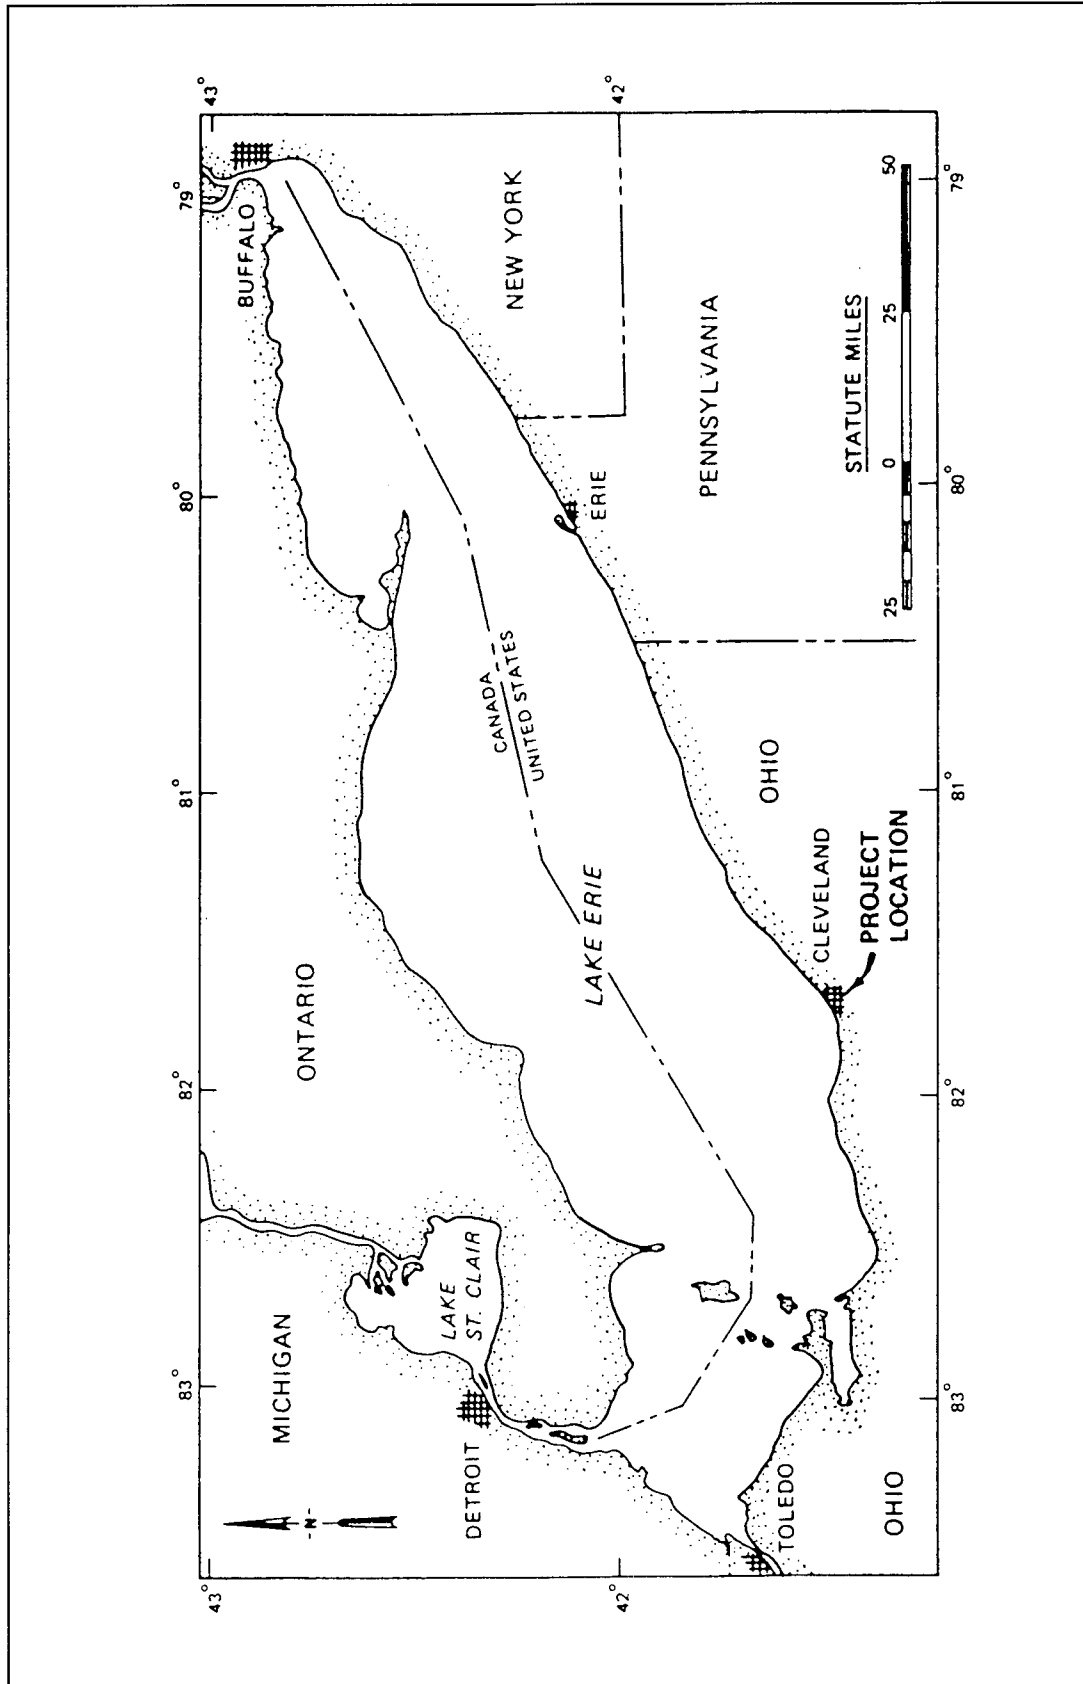 83°
82°
81°
80°
79°
43°
43°
MICHIGAN
ONTARIO
BUFFALO
-N-
LAKE
ST. CLAIR
DETROIT
CANADA
UNITED STATES
NEW YORK
LAKE ERIE
ERIE
42°
42°
PENNSYLVANIA
OHIO
TOLEDO
CLEVELAND
PROJECT
LOCATION
OHIO
STATUTE MILES
25
0
25
50
83°
82°
81°
80°
79°